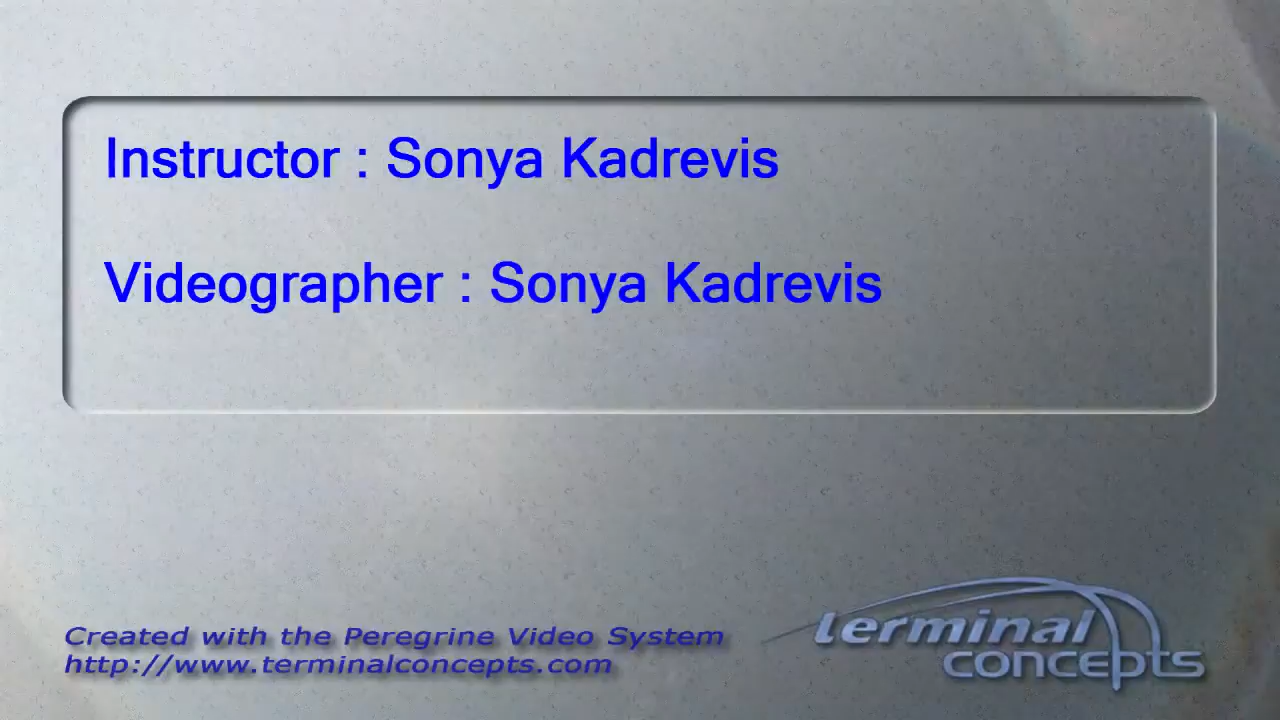 Instructor : Sonya Kadrevis
Videographer : Sonya Kadrevis
Created with the Peregrine Video System
http://www.terminalconcepts.com
terminal
concepts